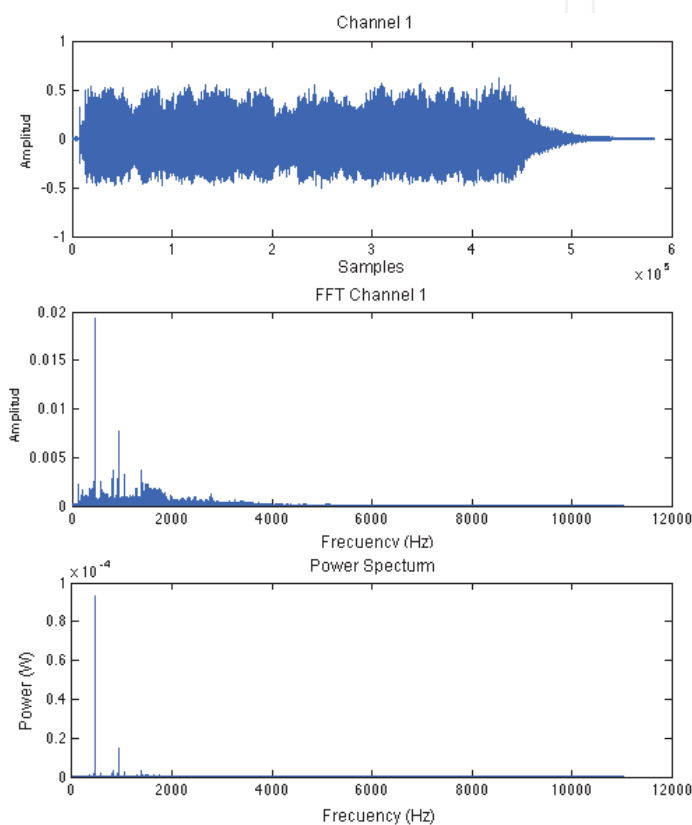 Channel 1
1
0.5
0
-0.5
-1
Amplitud
0 1 2 3 4 5 6
Samples
x 10^5
FFT Channel 1
0.02
0.015
0.01
0.005
0
Amplitud
0 2000 4000 6000 8000 10000 12000
Frecuency (Hz)
Power Specturm
x 10^-4
1
0.8
0.6
0.4
0.2
0
Power (W)
0 2000 4000 6000 8000 10000 12000
Frecuency (Hz)